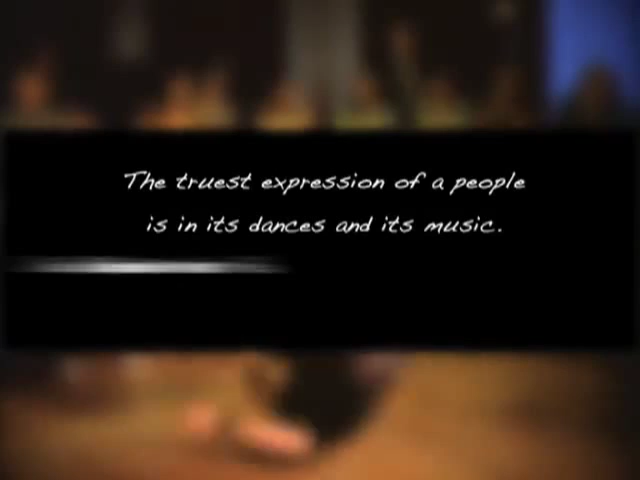 The truest expression of a people
is in its dances and its music.